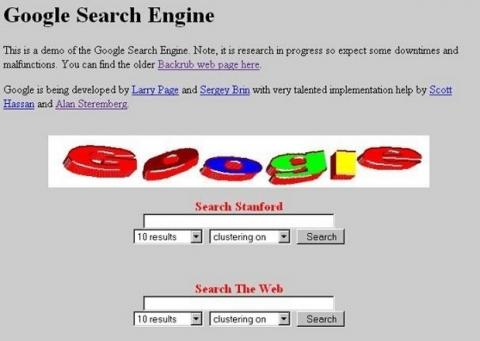 Google Search Engine
This is a demo of the Google Search Engine. Note, it is research in progress so expect some downtimes and
malfunctions. You can find the older Backrub web page here.
Google is being developed by Larry Page and Sergey Brin with very talented implementation help by Scott
Hassan and Alan Steremberg.
Google
Search Stanford
10 results clustering on Search
Search The Web
10 results clustering on Search